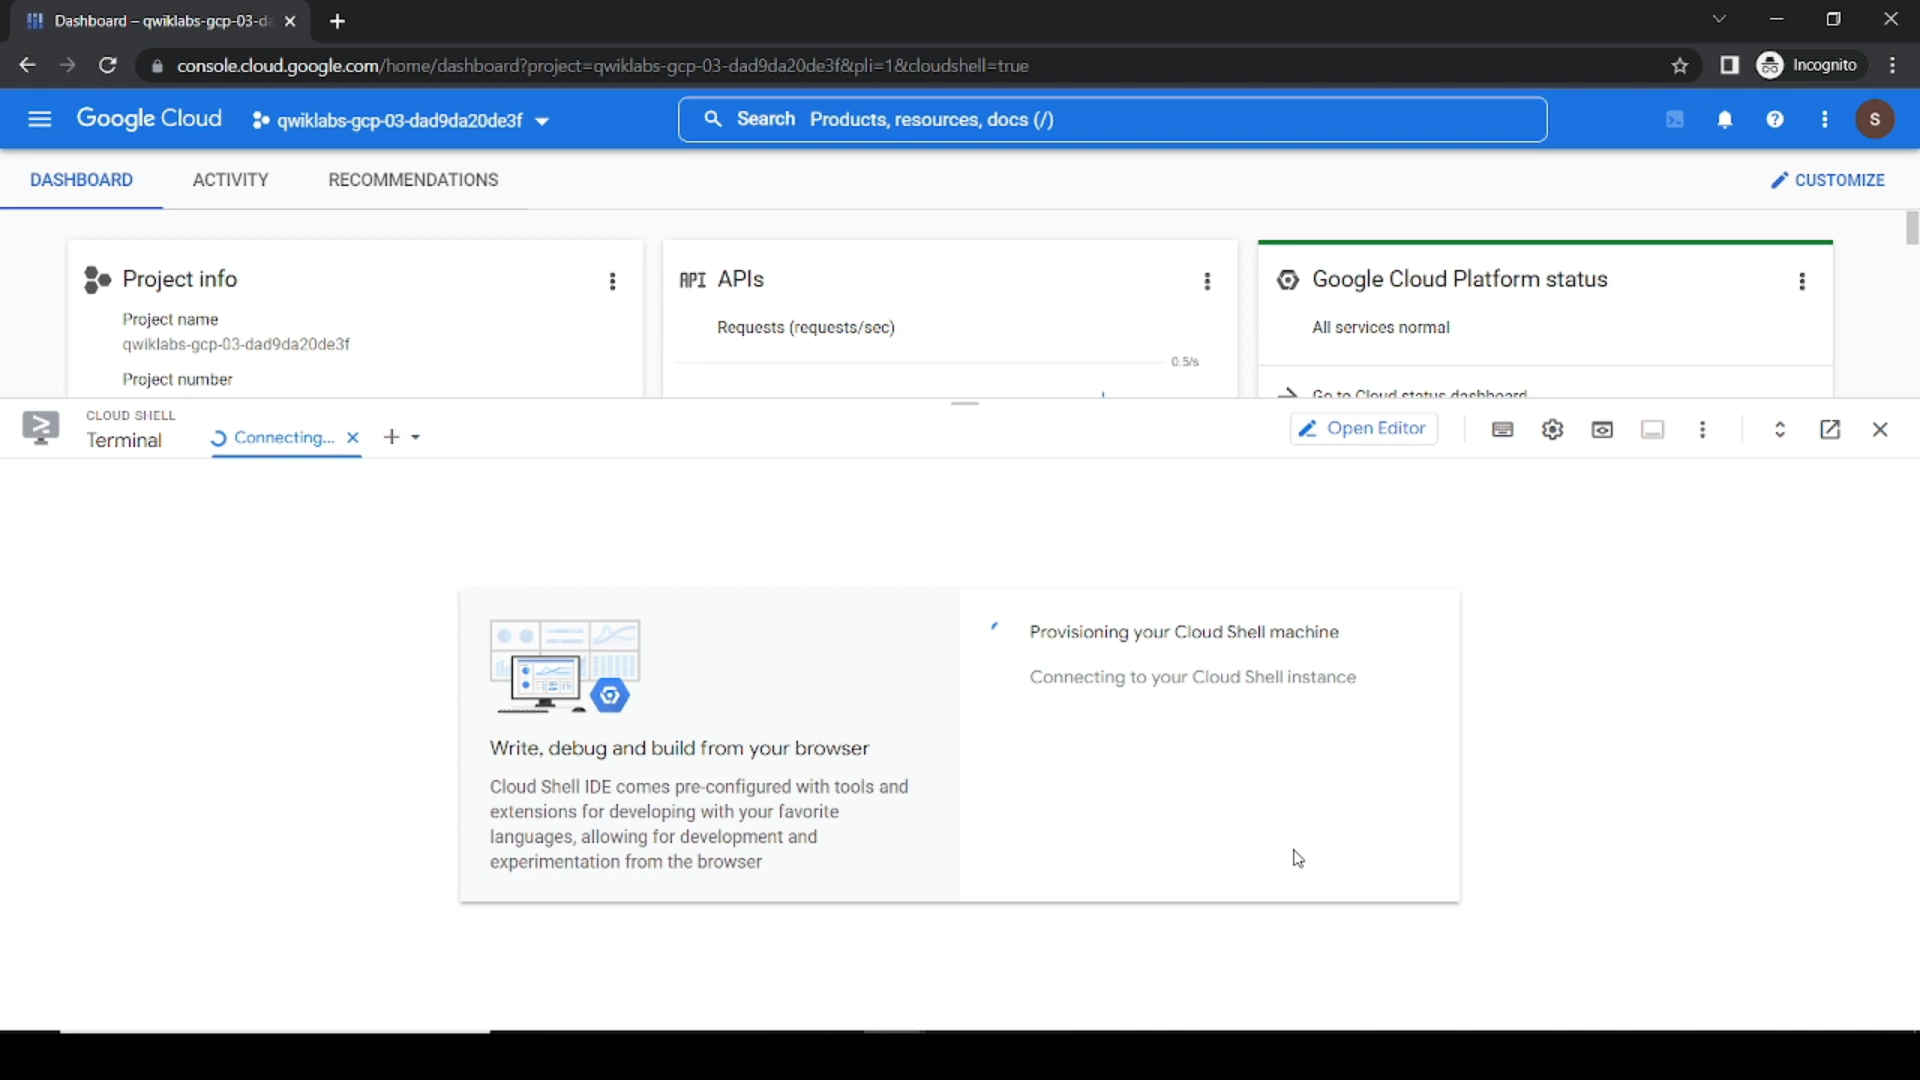 Dashboard – qwiklabs-gcp-03-da
console.cloud.google.com/home/dashboard?project=qwiklabs-gcp-03-dad9da20de3f&pli=1&cloudshell=true
Incognito
Google Cloud
qwiklabs-gcp-03-dad9da20de3f
Search Products, resources, docs (/)
S
DASHBOARD
ACTIVITY
RECOMMENDATIONS
CUSTOMIZE
Project info
Project name
qwiklabs-gcp-03-dad9da20de3f
Project number
API APIs
Requests (requests/sec)
0.5/s
Google Cloud Platform status
All services normal
Go to Cloud status dashboard
CLOUD SHELL
Terminal
Connecting...
Open Editor
Write, debug and build from your browser
Cloud Shell IDE comes pre-configured with tools and
extensions for developing with your favorite
languages, allowing for development and
experimentation from the browser
Provisioning your Cloud Shell machine
Connecting to your Cloud Shell instance